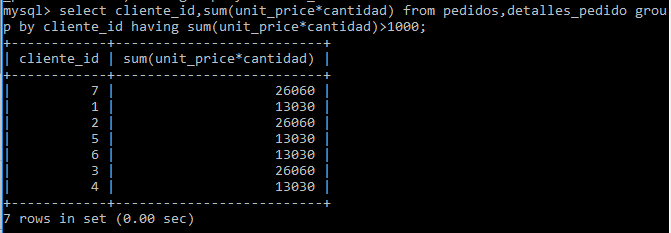 mysql> select cliente_id,sum(unit_price*cantidad) from pedidos,detalles_pedido grou
p by cliente_id having sum(unit_price*cantidad)>1000;
+------------+--------------------------+
| cliente_id | sum(unit_price*cantidad) |
+------------+--------------------------+
|          7 |                    26060 |
|          1 |                    13030 |
|          2 |                    26060 |
|          5 |                    13030 |
|          6 |                    13030 |
|          3 |                    26060 |
|          4 |                    13030 |
+------------+--------------------------+
7 rows in set (0.00 sec)